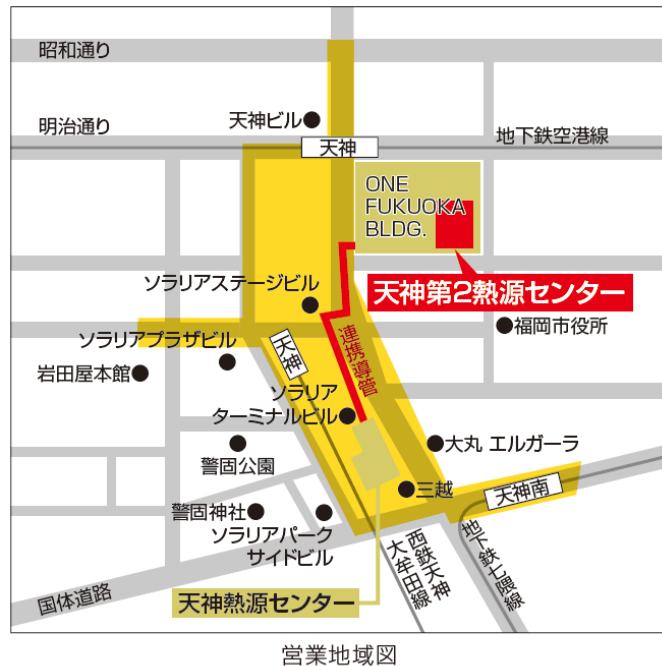 昭和通り
天神ビル
明治通り
天神
地下鉄空港線
ONE
FUKUOKA
BLDG.
ソラリアステージビル
天神第2熱源センター
ソラリアプラザビル
天神
連携導管
福岡市役所
岩田屋本館
ソラリア
ターミナルビル
大丸 エルガーラ
警固公園
三越
天神南
警固神社
ソラリアパーク
サイドビル
西鉄天神
大牟田線
地下鉄七隈線
国体道路
天神熱源センター
営業地域図